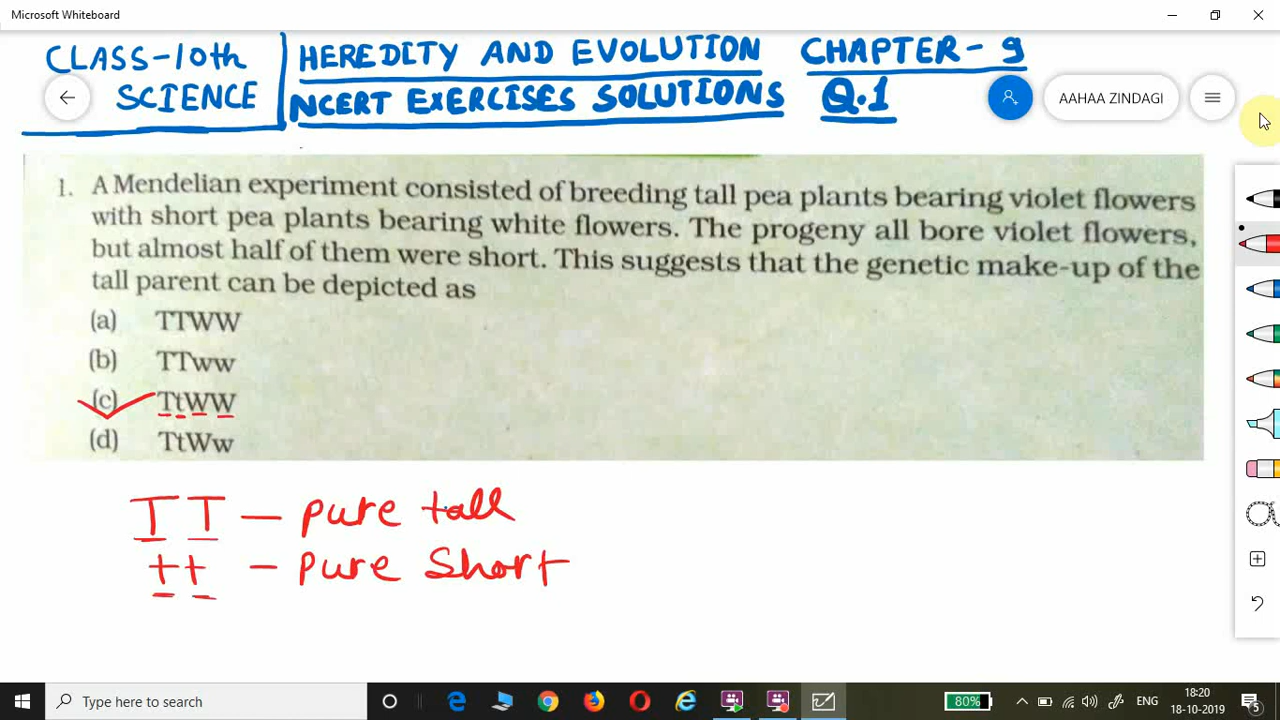 Microsoft Whiteboard
CLASS-10th
SCIENCE
HEREDITY AND EVOLUTION CHAPTER-9
NCERT EXERCISES SOLUTIONS Q.1
AAHAA ZINDAGI
1. A Mendelian experiment consisted of breeding tall pea plants bearing violet flowers
with short pea plants bearing white flowers. The progeny all bore violet flowers,
but almost half of them were short. This suggests that the genetic make-up of the
tall parent can be depicted as
(a) TTWW
(b) TTww
(c) TtWW
(d) TtWw
TT - pure tall
tt - pure Short
Type here to search
80%
ENG
18:20
18-10-2019
5